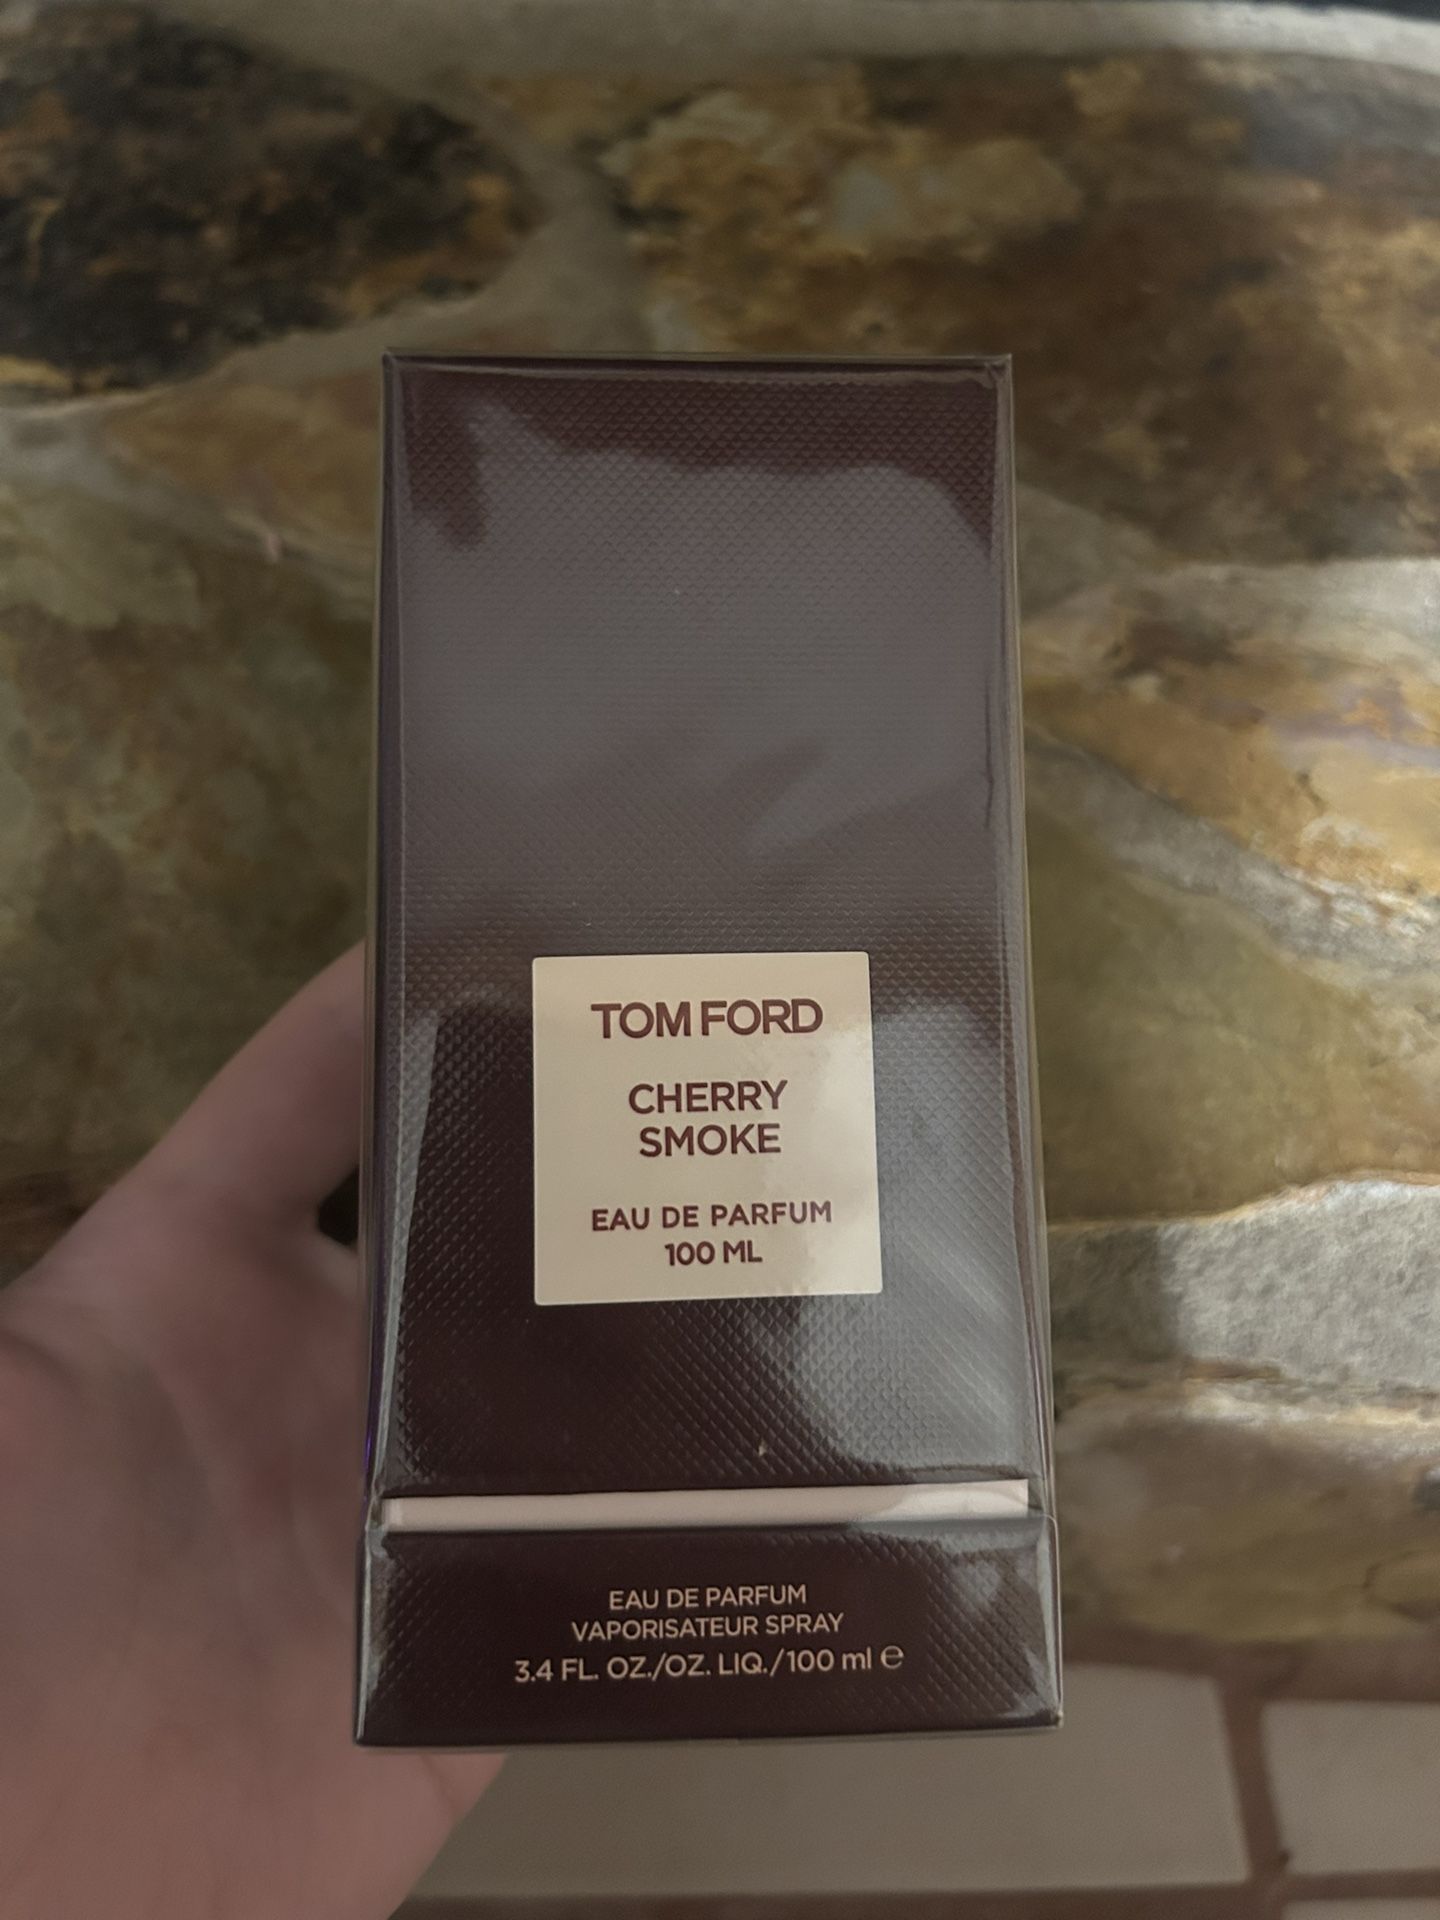 TOM FORD
CHERRY
SMOKE
EAU DE PARFUM
100 ML
EAU DE PARFUM
VAPORISATEUR SPRAY
3.4 FL. OZ./OZ. LIQ./100 ml ℮